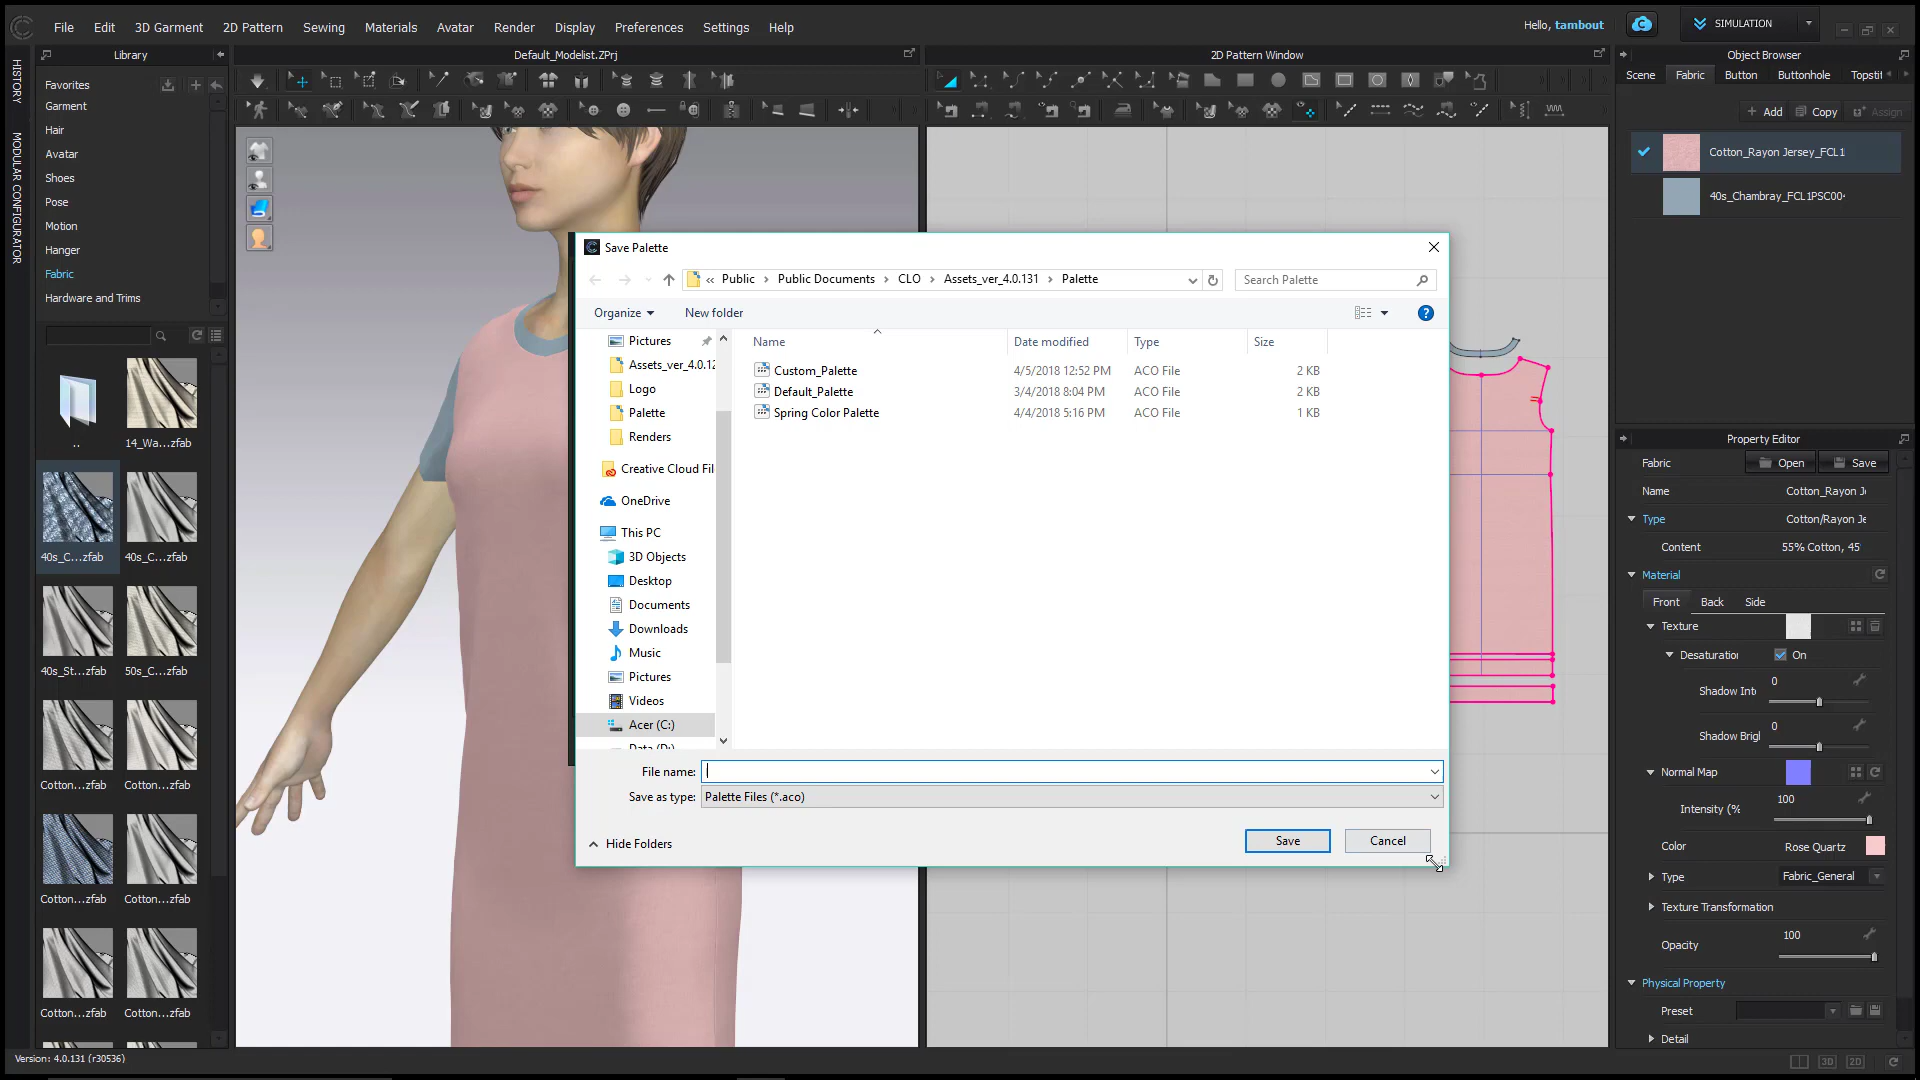 File Edit 3D Garment 2D Pattern Sewing Materials Avatar Render Display Preferences Settings Help
Hello, tambout
SIMULATION
HISTORY
MODULAR CONFIGURATOR
Library
Default_Modelist.ZPrj
2D Pattern Window
Object Browser
Favorites
Garment
Hair
Avatar
Shoes
Pose
Motion
Hanger
Fabric
Hardware and Trims
..
14_Wa...zfab
40s_C...zfab
40s_C...zfab
40s_St...zfab
50s_C...zfab
Cotton...zfab
Cotton...zfab
Cotton...zfab
Cotton...zfab
Cotton...zfab
Cotton...zfab
Version: 4.0.131 (r30536)
Save Palette
« Public > Public Documents > CLO > Assets_ver_4.0.131 > Palette
Search Palette
Organize
New folder
Pictures
Assets_ver_4.0.12
Logo
Palette
Renders
Creative Cloud Fil
OneDrive
This PC
3D Objects
Desktop
Documents
Downloads
Music
Pictures
Videos
Acer (C:)
Data (D:)
Name Date modified Type Size
Custom_Palette 4/5/2018 12:52 PM ACO File 2 KB
Default_Palette 3/4/2018 8:04 PM ACO File 2 KB
Spring Color Palette 4/4/2018 5:16 PM ACO File 1 KB
File name:
Save as type: Palette Files (*.aco)
Hide Folders
Save
Cancel
Scene Fabric Button Buttonhole Topsti
+ Add Copy Assign
Cotton_Rayon Jersey_FCL1
40s_Chambray_FCL1PSC00
Property Editor
Fabric Open Save
Name Cotton_Rayon J
Type Cotton/Rayon Je
Content 55% Cotton, 45
Material
Front Back Side
Texture
Desaturation On
Shadow Int 0
Shadow Brigl 0
Normal Map
Intensity (% 100
Color Rose Quartz
Type Fabric_General
Texture Transformation
Opacity 100
Physical Property
Preset
Detail
3D 2D